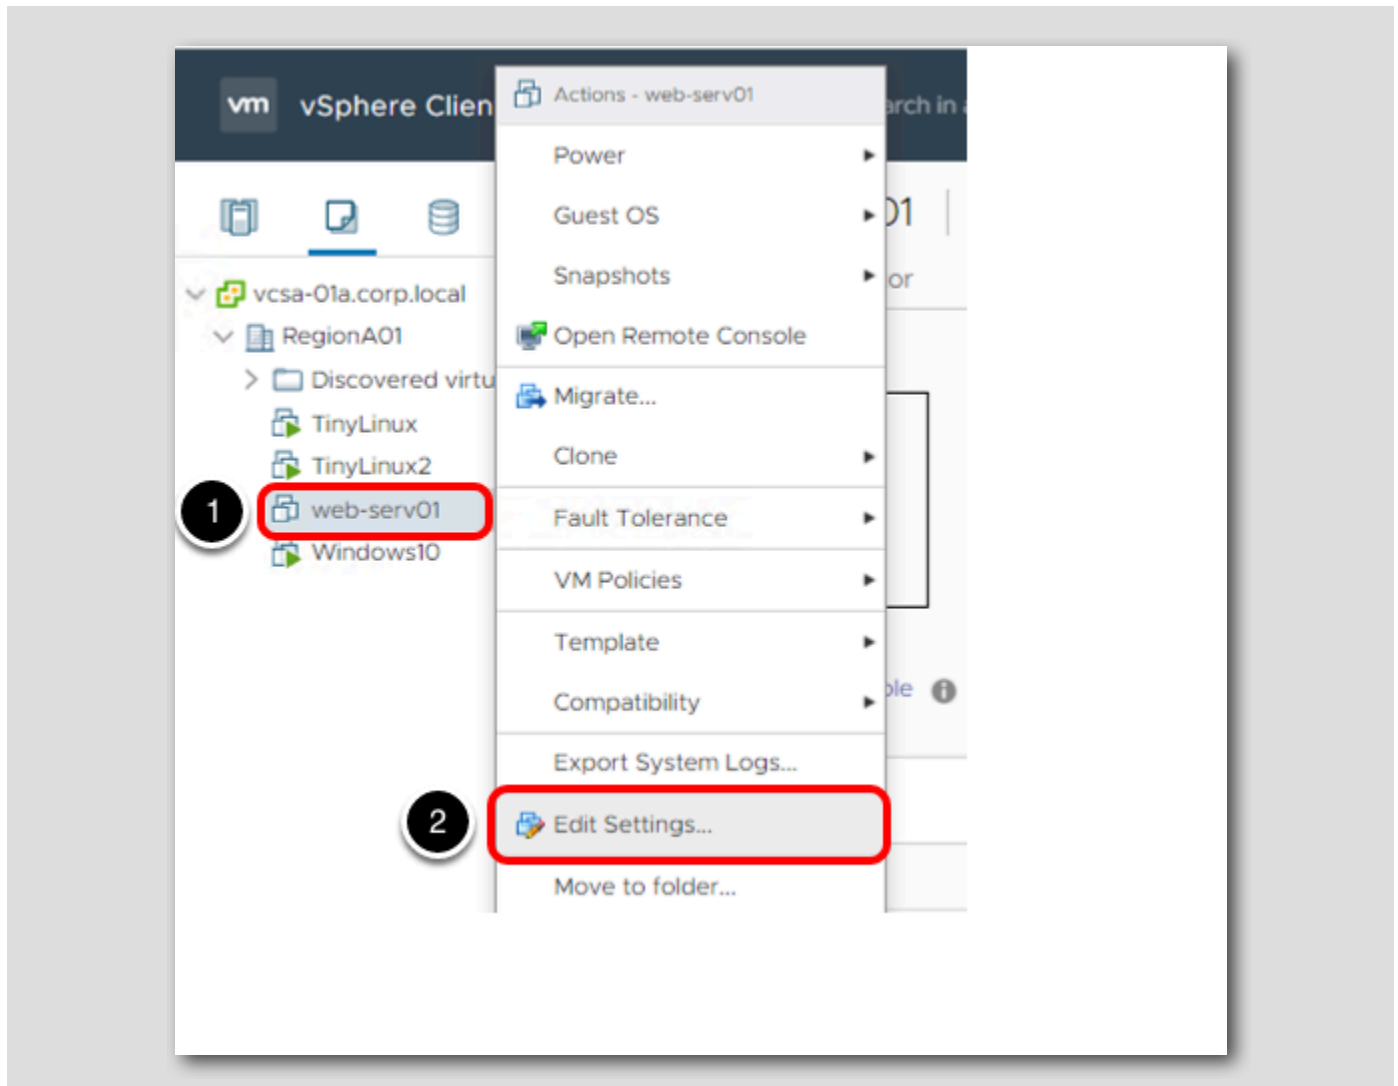 vm vSphere Clien
arch in
Actions - web-serv01
Power
Guest OS
01
Snapshots
or
Open Remote Console
Migrate...
Clone
Fault Tolerance
VM Policies
Template
Compatibility
ble
Export System Logs...
Edit Settings...
Move to folder...
vcsa-01a.corp.local
RegionA01
Discovered virtu
TinyLinux
TinyLinux2
1 web-serv01
Windows10
2